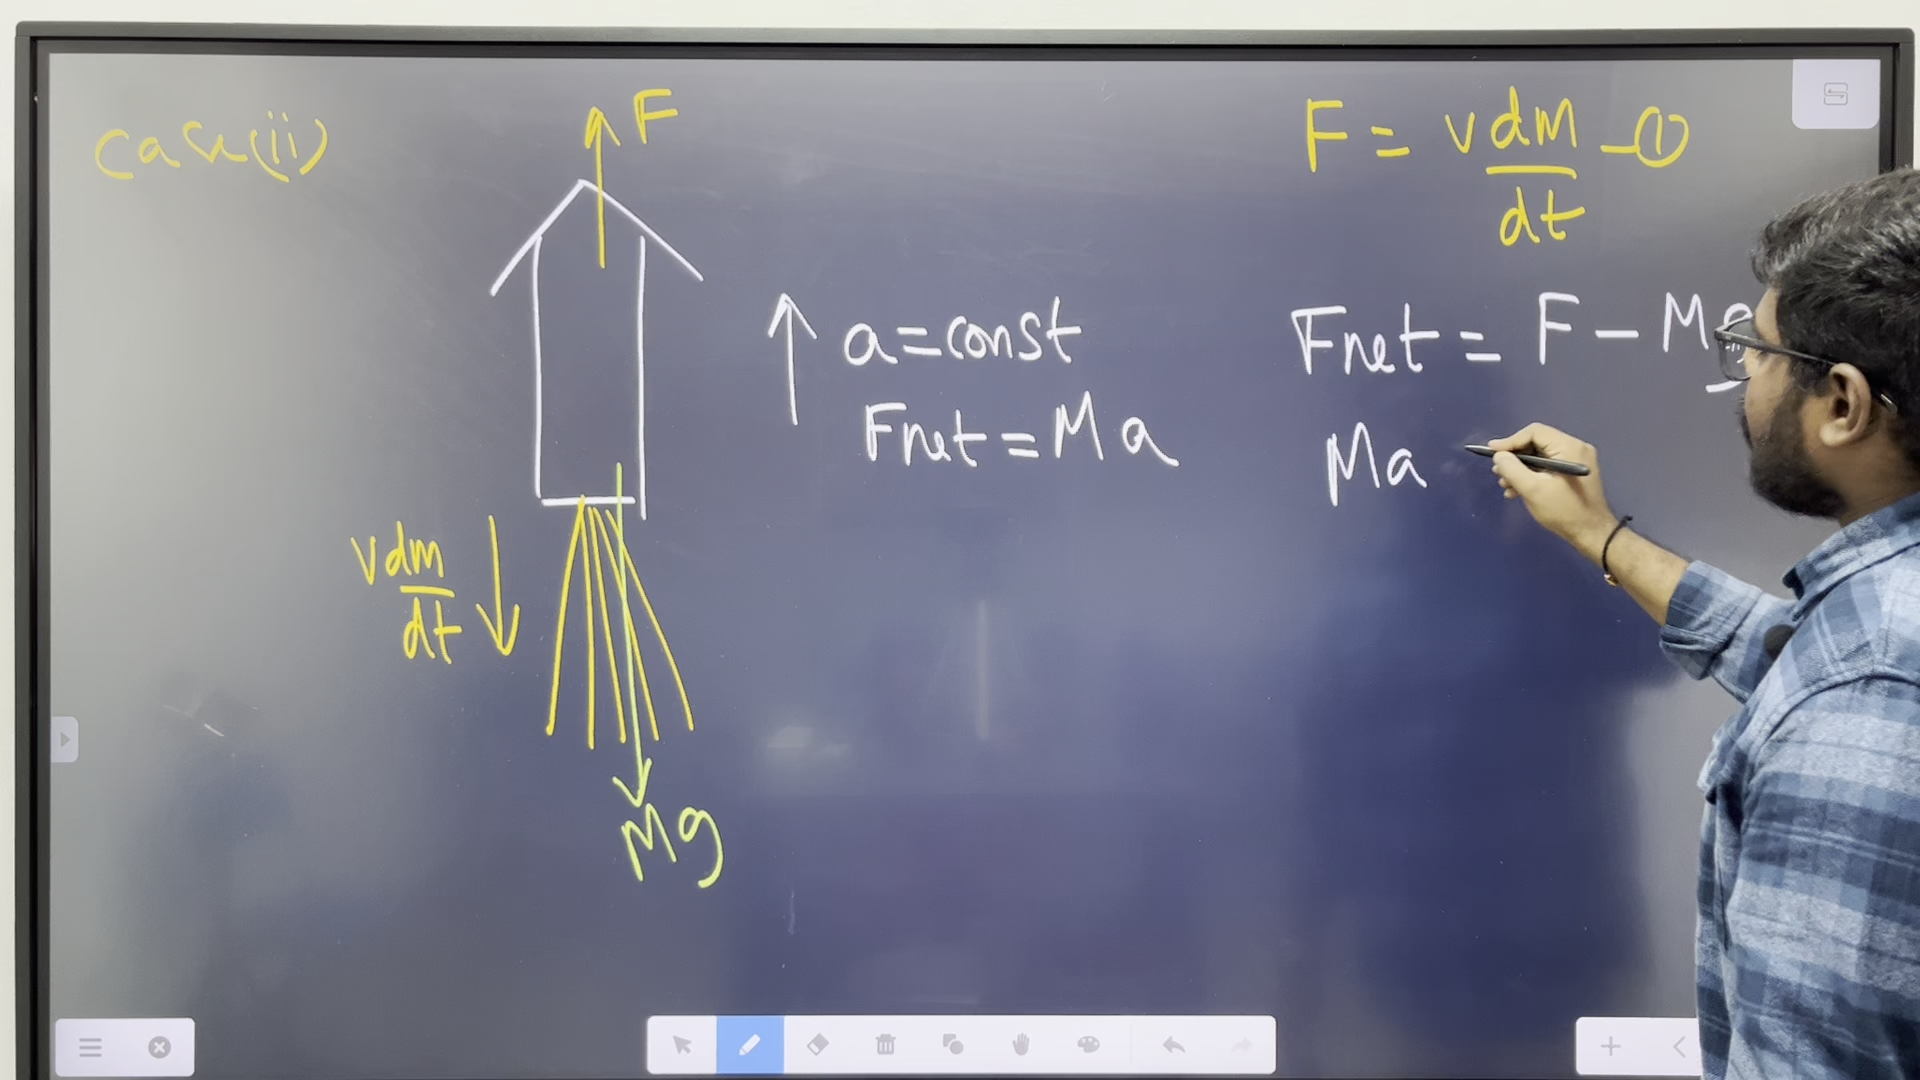 case(ii)
F
F = v dm/dt - ①
a = const
Fnet = Ma
Fnet = F - Mg
Ma
v dm/dt
Mg